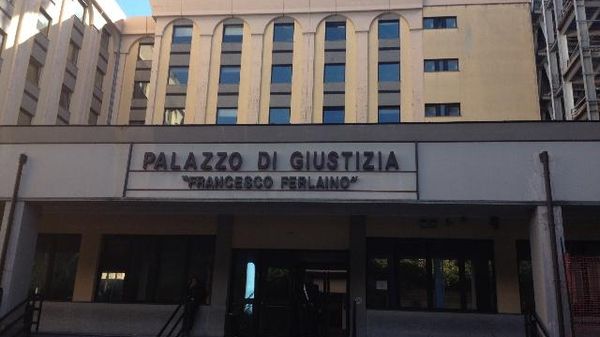 PALAZZO DI GIUSTIZIA
"FRANCESCO FERLAINO"